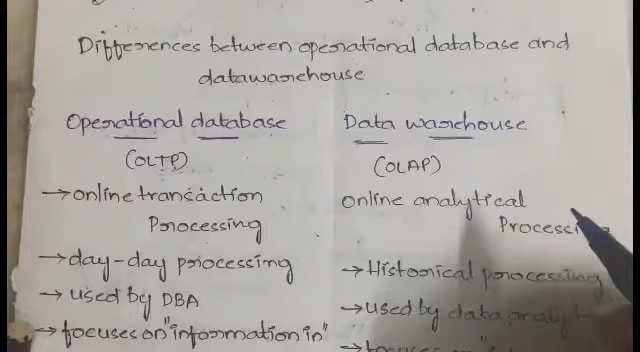 Differences between operational database and
datawarehouse
Operational database
Data warehouse
(OLTP)
(OLAP)
→online transaction
Processing
online analytical
→day-day processing
→Historical processing
→used by DBA
→used by data
→focuses on "information in"